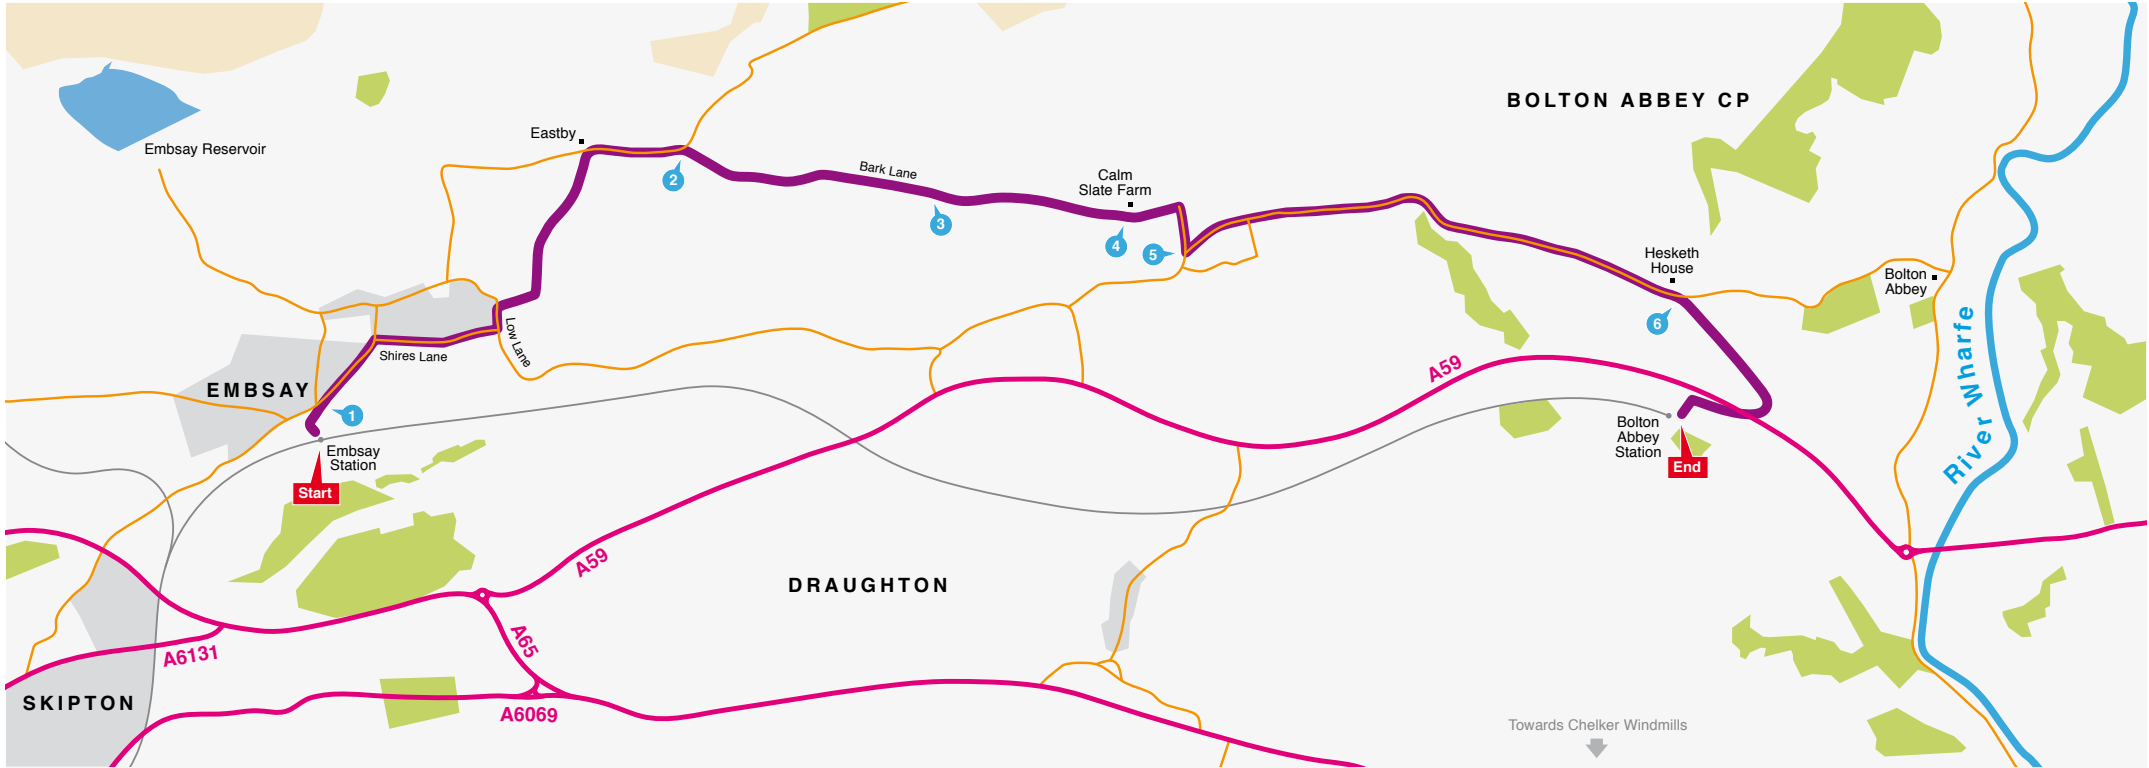 BOLTON ABBEY CP
Eastby
Embsay Reservoir
2
Bark Lane
Calm
Slate Farm
3
4
5
Hesketh
House
Bolton
Abbey
6
Low Lane
Shires Lane
EMBSAY
1
Embsay
Station
Start
A59
River Wharfe
Bolton
Abbey
Station
End
A59
DRAUGHTON
A65
A6131
SKIPTON
A6069
Towards Chelker Windmills